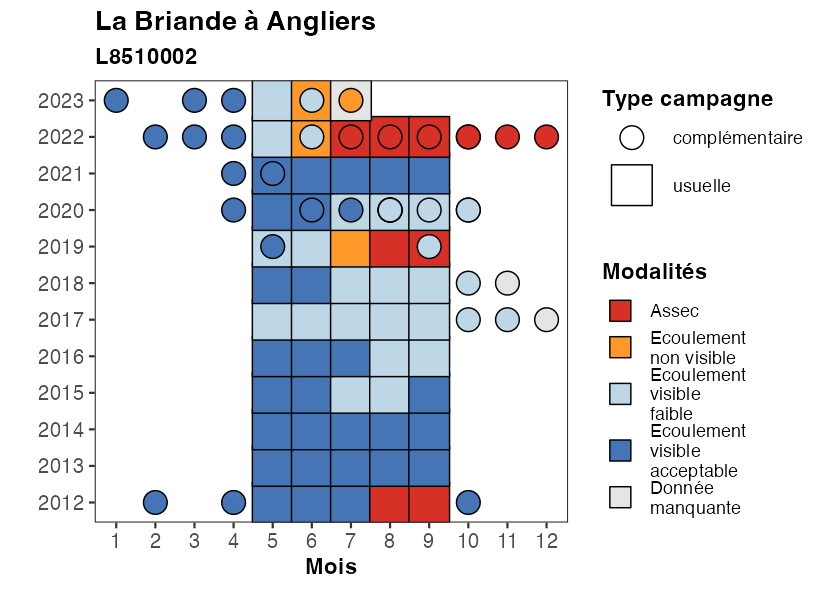 La Briande à Angliers
L8510002
2023
2022
2021
2020
2019
2018
2017
2016
2015
2014
2013
2012
1 2 3 4 5 6 7 8 9 10 11 12
Mois
Type campagne
complémentaire
usuelle
Modalités
Assec
Ecoulement
non visible
Ecoulement
visible
faible
Ecoulement
visible
acceptable
Donnée
manquante